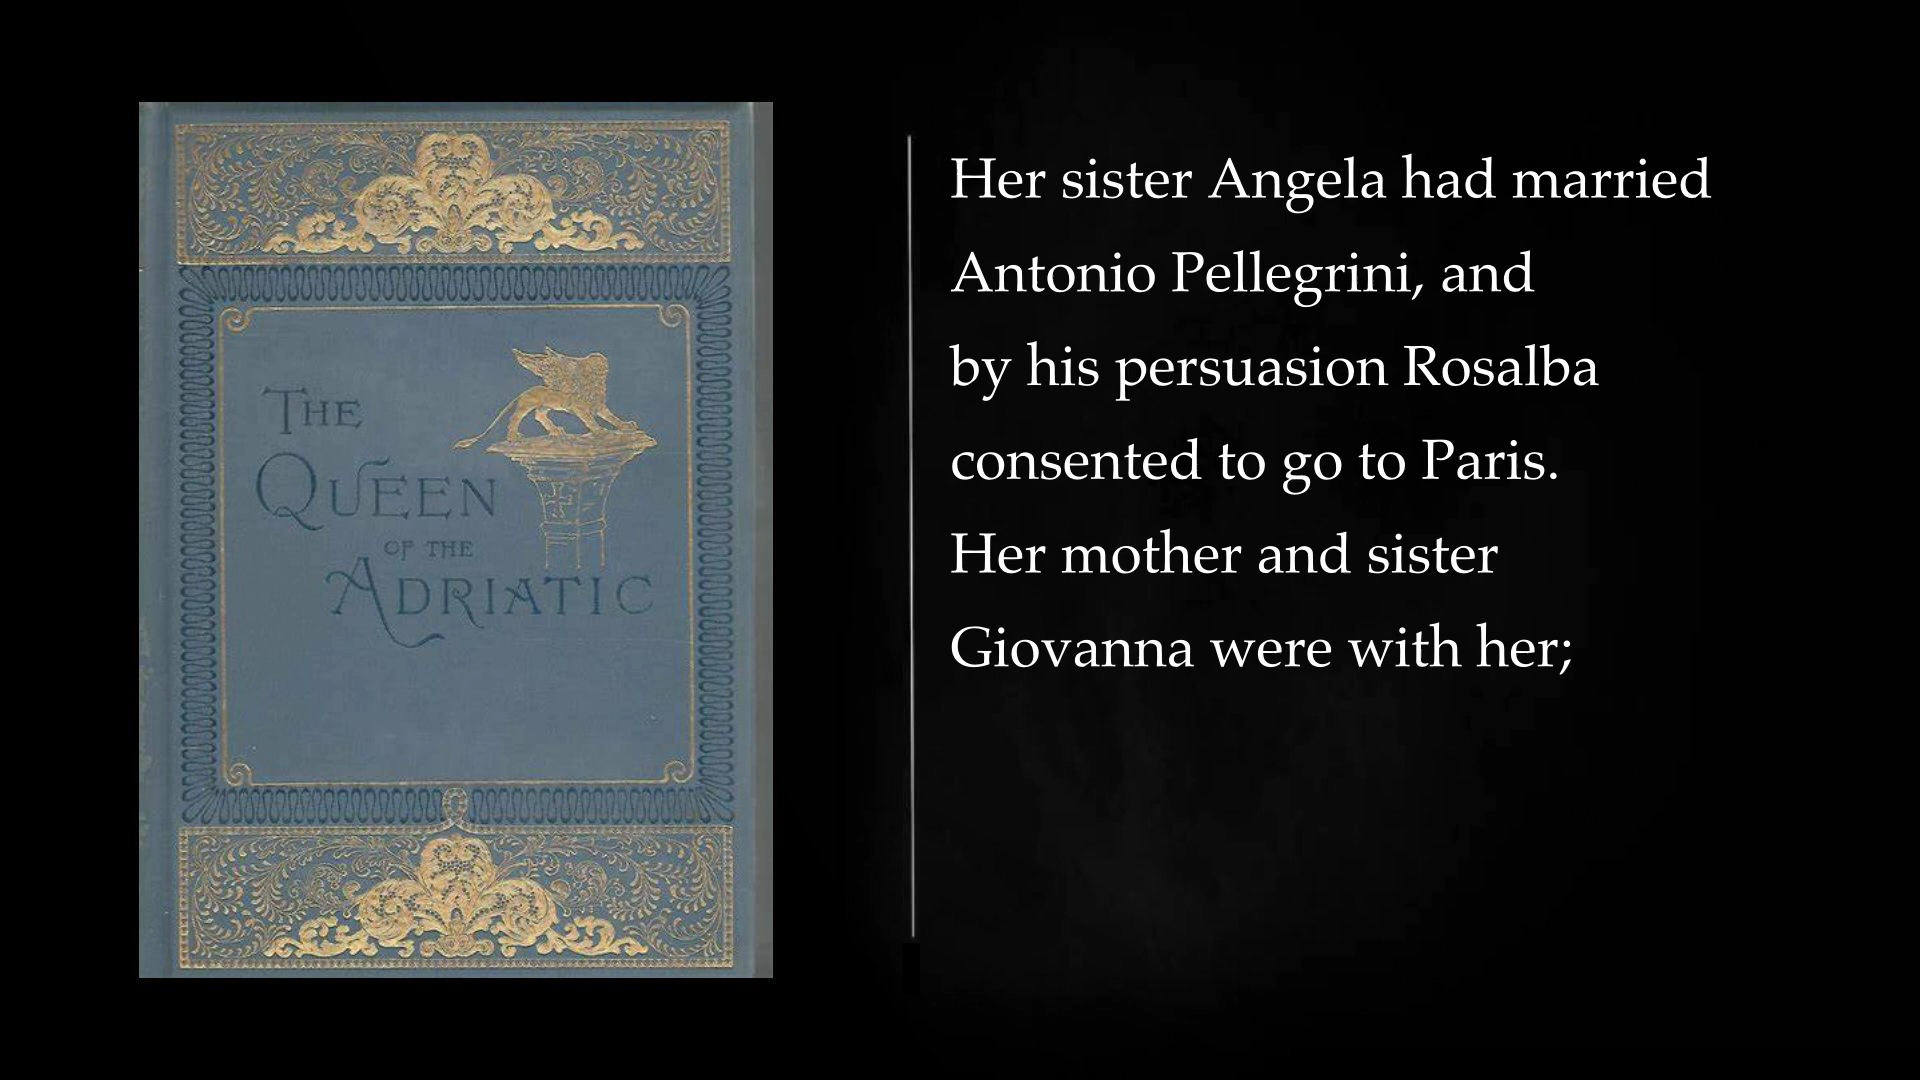 THE
QUEEN
OF THE
ADRIATIC
Her sister Angela had married
Antonio Pellegrini, and
by his persuasion Rosalba
consented to go to Paris.
Her mother and sister
Giovanna were with her;